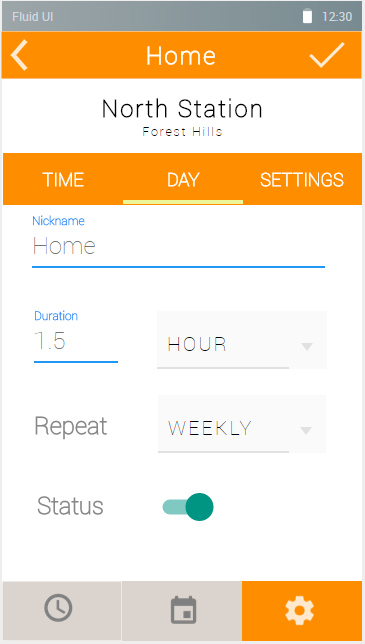 Fluid UI 12:30
Home
North Station
Forest Hills
TIME DAY SETTINGS
Nickname
Home
Duration
1.5 HOUR
Repeat WEEKLY
Status